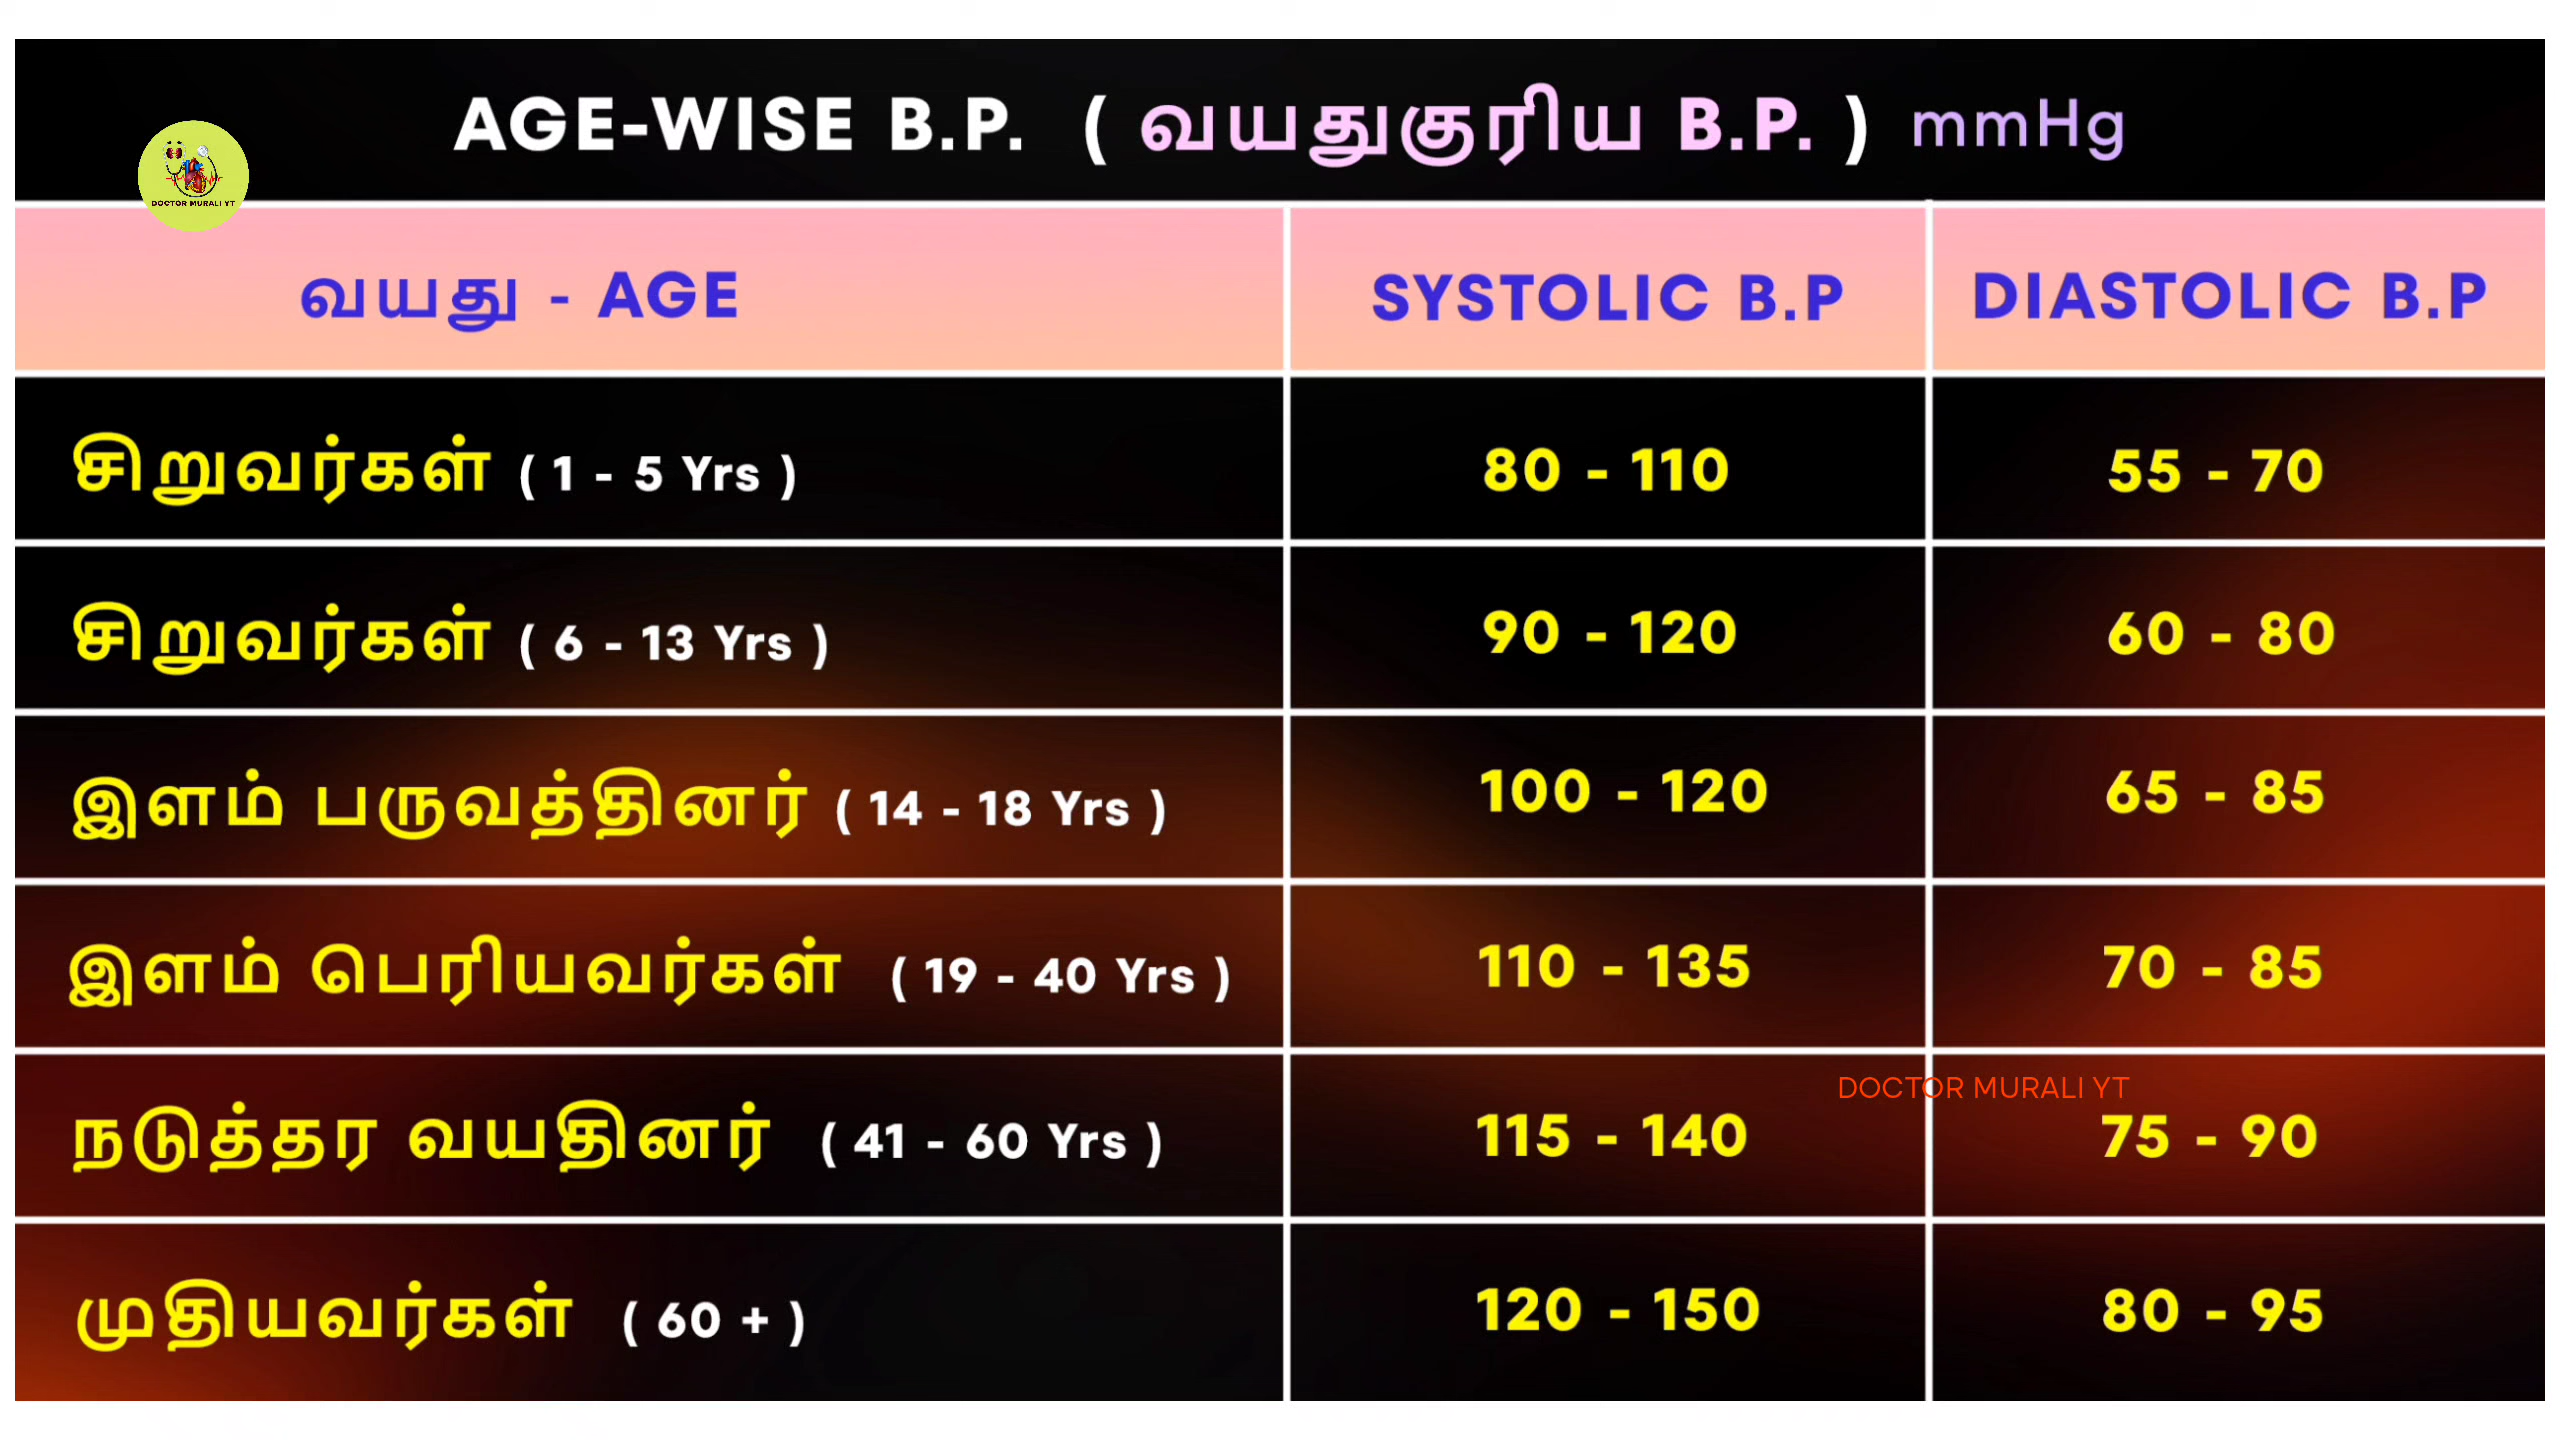 AGE-WISE B.P. ( வயதுகுரிய B.P. ) mmHg
DOCTOR MURALI YT
வயது - AGE SYSTOLIC B.P DIASTOLIC B.P
சிறுவர்கள் ( 1 - 5 Yrs ) 80 - 110 55 - 70
சிறுவர்கள் ( 6 - 13 Yrs ) 90 - 120 60 - 80
இளம் பருவத்தினர் ( 14 - 18 Yrs ) 100 - 120 65 - 85
இளம் பெரியவர்கள் ( 19 - 40 Yrs ) 110 - 135 70 - 85
DOCTOR MURALI YT
நடுத்தர வயதினர் ( 41 - 60 Yrs ) 115 - 140 75 - 90
முதியவர்கள் ( 60 + ) 120 - 150 80 - 95